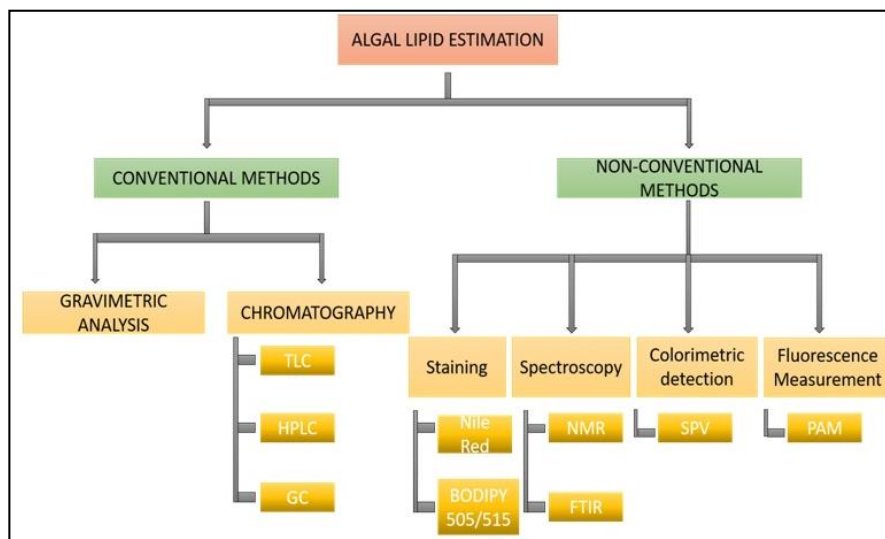 ALGAL LIPID ESTIMATION
CONVENTIONAL METHODS
NON-CONVENTIONAL
METHODS
GRAVIMETRIC
ANALYSIS
CHROMATOGRAPHY
TLC
HPLC
GC
Staining
Nile
Red
BODIPY
505/515
Spectroscopy
NMR
FTIR
Colorimetric
detection
SPV
Fluorescence
Measurement
PAM